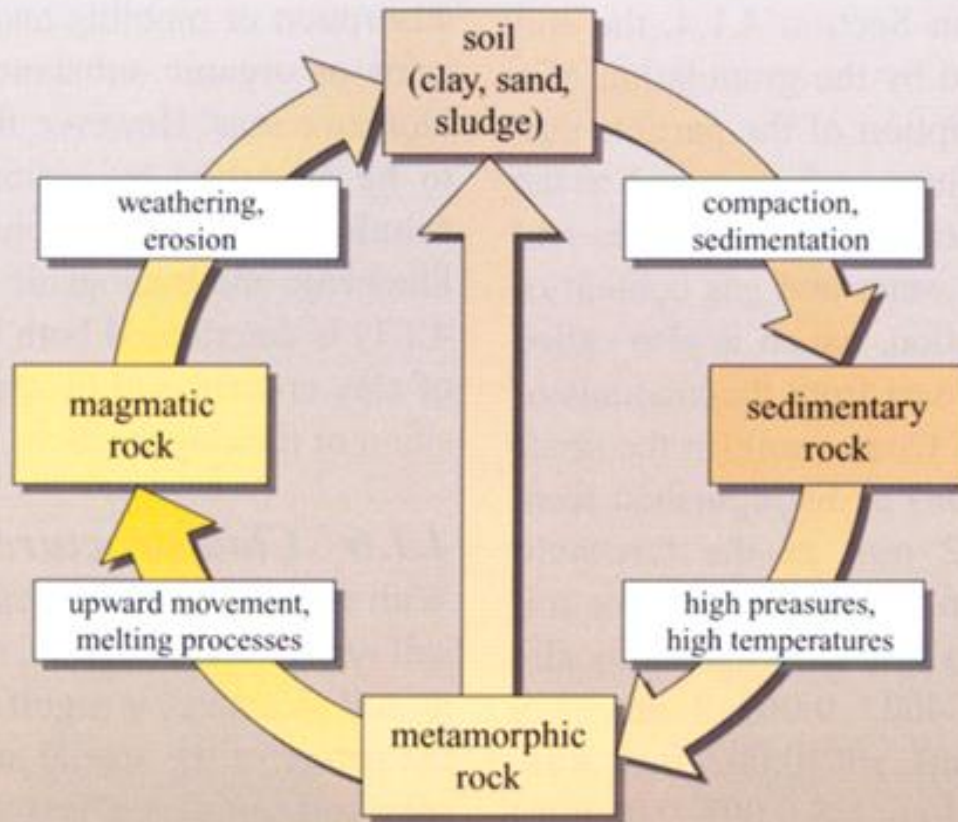 soil
(clay, sand,
sludge)
weathering,
erosion
compaction,
sedimentation
magmatic
rock
sedimentary
rock
upward movement,
melting processes
high preasures,
high temperatures
metamorphic
rock